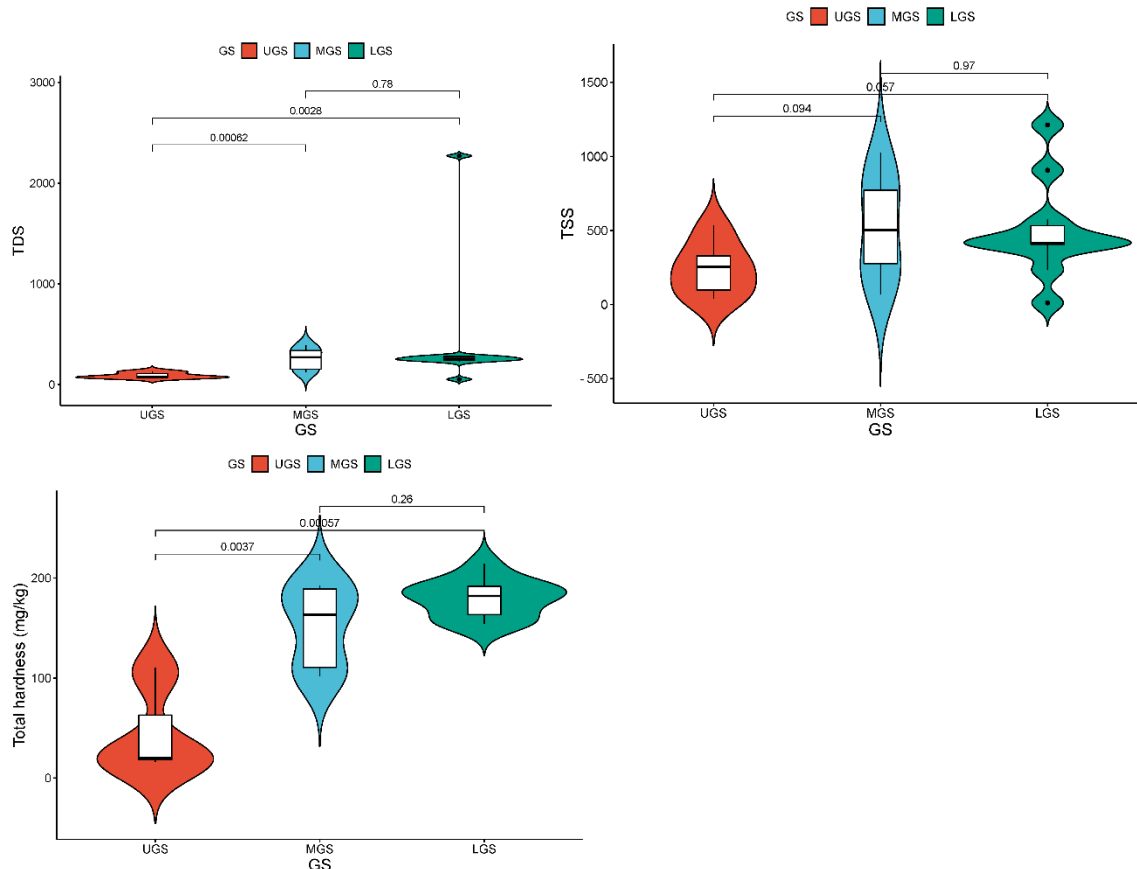 GS UGS MGS LGS
3000
2000
1000
0
TDS
0.78
0.0028
0.00062
UGS MGS LGS
GS
GS UGS MGS LGS
1500
1000
500
0
-500
TSS
0.97
0.057
0.094
UGS MGS LGS
GS
GS UGS MGS LGS
200
100
0
Total hardness (mg/kg)
0.26
0.00057
0.0037
UGS MGS LGS
GS